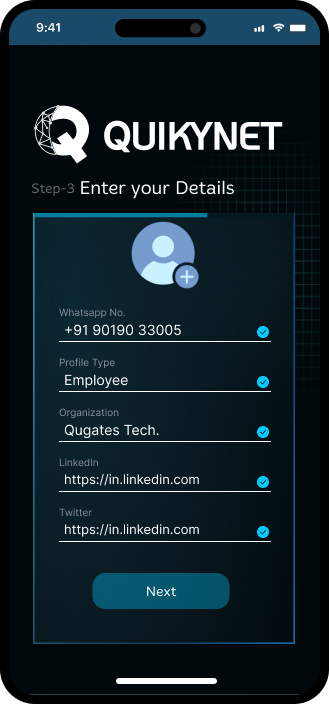 9:41
QUIKYNET
Step-3 Enter your Details
Whatsapp No.
+91 90190 33005
Profile Type
Employee
Organization
Qugates Tech.
LinkedIn
https://in.linkedin.com
Twitter
https://in.linkedin.com
Next